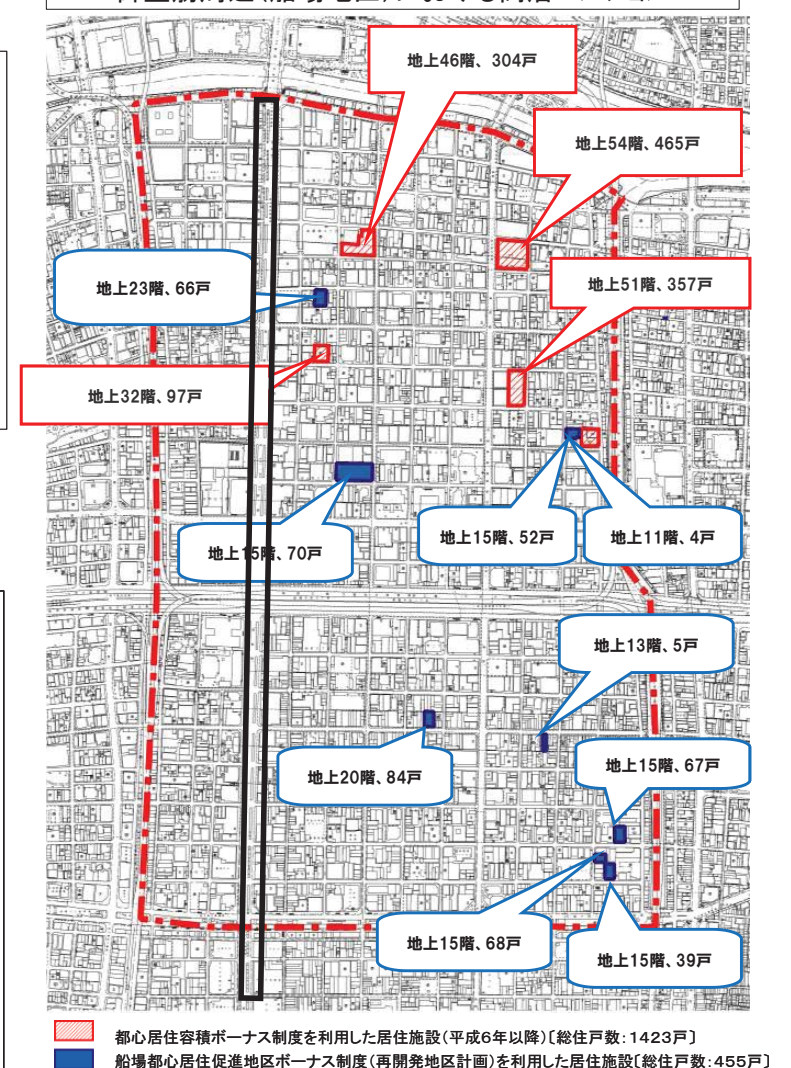 地上46階、 304戸
地上54階、465戸
地上51階、357戸
地上23階、66戸
地上32階、97戸
地上15階、70戸
地上15階、52戸
地上11階、4戸
地上13階、5戸
地上20階、84戸
地上15階、67戸
地上15階、68戸
地上15階、39戸
都心居住容積ボーナス制度を利用した居住施設(平成6年以降)〔総住戸数:1423戸〕
船場都心居住促進地区ボーナス制度(再開発地区計画)を利用した居住施設〔総住戸数:455戸〕